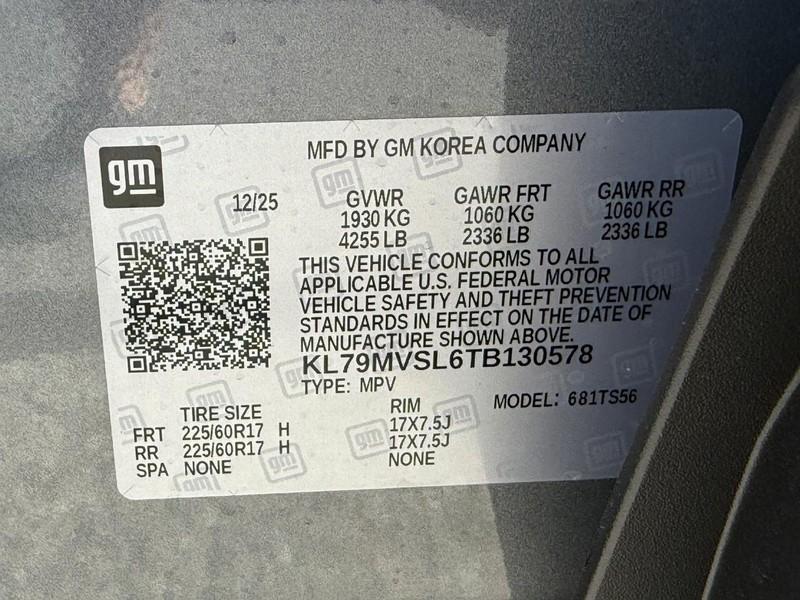 gm
MFD BY GM KOREA COMPANY
12/25 GVWR GAWR FRT GAWR RR
1930 KG 1060 KG 1060 KG
4255 LB 2336 LB 2336 LB
THIS VEHICLE CONFORMS TO ALL
APPLICABLE U.S. FEDERAL MOTOR
VEHICLE SAFETY AND THEFT PREVENTION
STANDARDS IN EFFECT ON THE DATE OF
MANUFACTURE SHOWN ABOVE.
KL79MVSL6TB130578
TYPE: MPV MODEL: 681TS56
TIRE SIZE RIM
FRT 225/60R17 H 17X7.5J
RR 225/60R17 H 17X7.5J
SPA NONE NONE